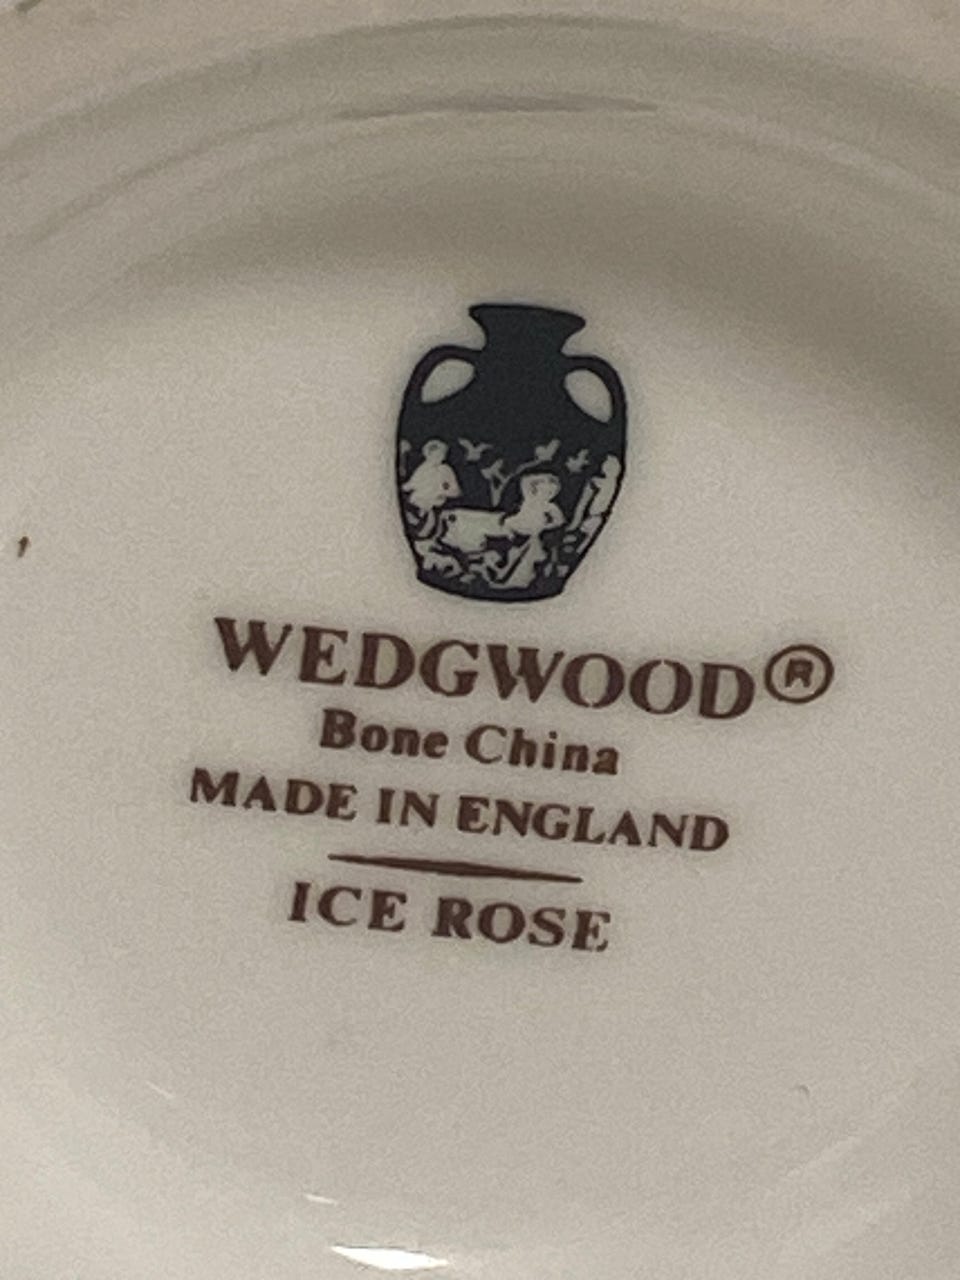 WEDGWOOD®
Bone China
MADE IN ENGLAND
ICE ROSE